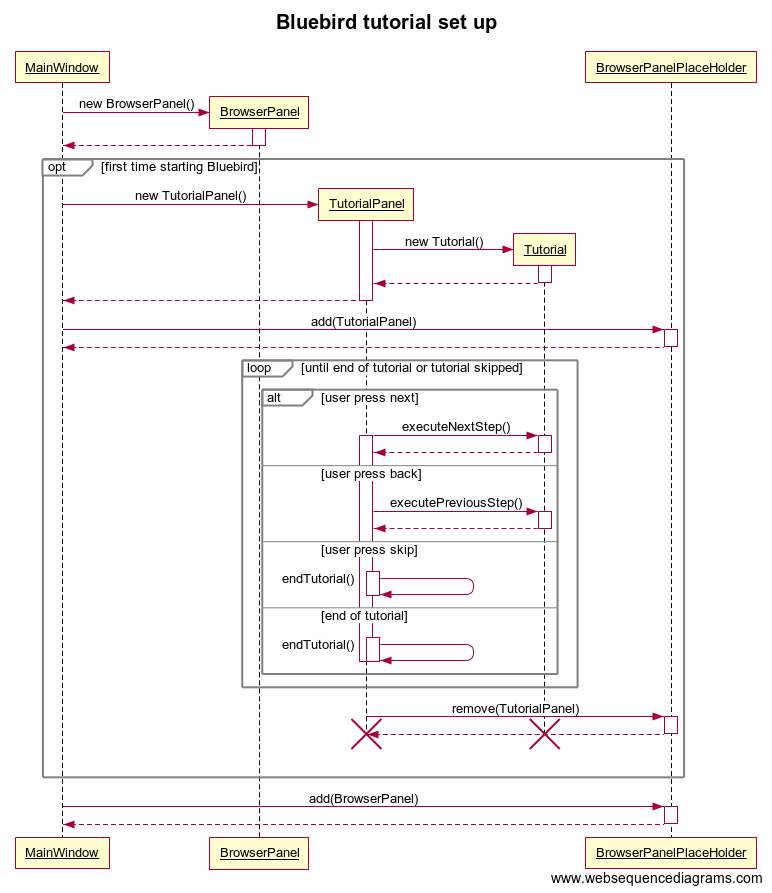 Bluebird tutorial set up
MainWindow
BrowserPanelPlaceHolder
new BrowserPanel()
BrowserPanel
opt
[first time starting Bluebird]
new TutorialPanel()
TutorialPanel
new Tutorial()
Tutorial
add(TutorialPanel)
loop
[until end of tutorial or tutorial skipped]
alt
[user press next]
executeNextStep()
[user press back]
executePreviousStep()
[user press skip]
endTutorial()
[end of tutorial]
endTutorial()
remove(TutorialPanel)
add(BrowserPanel)
MainWindow
BrowserPanel
BrowserPanelPlaceHolder
www.websequencediagrams.com